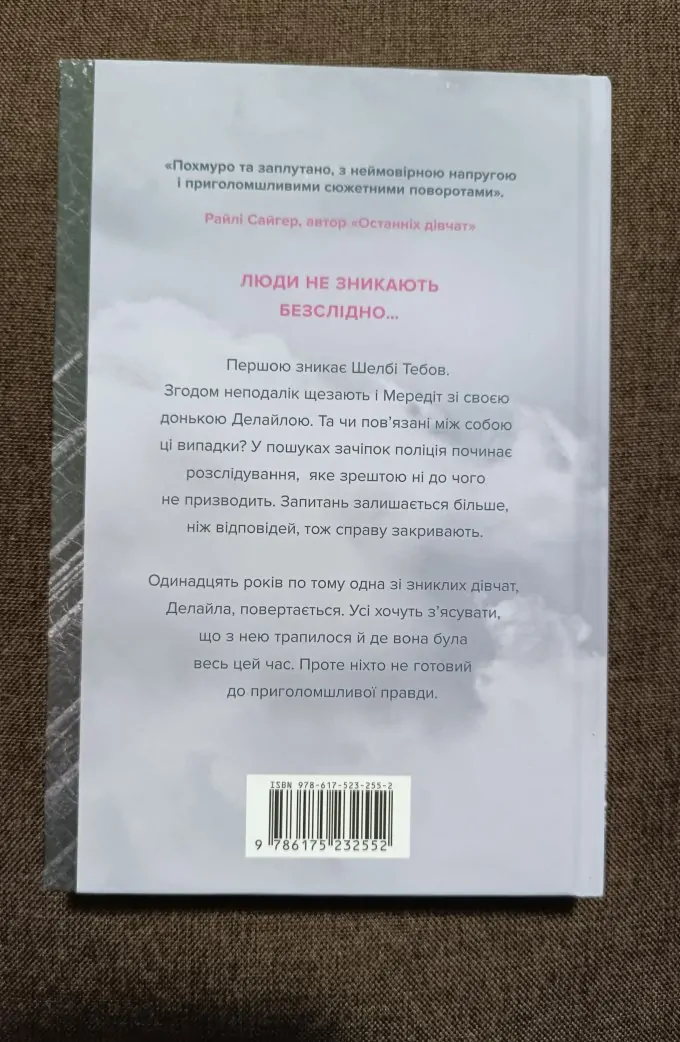 «Похмуро та заплутано, з неймовірною напругою
і приголомшливими сюжетними поворотами».
Райлі Сайгер, автор «Останніх дівчат»
ЛЮДИ НЕ ЗНИКАЮТЬ
БЕЗСЛІДНО...
Першою зникає Шелбі Тебов.
Згодом неподалік щезають і Мередіт зі своєю
донькою Делайлою. Та чи пов’язані між собою
ці випадки? У пошуках зачіпок поліція починає
розслідування, яке зрештою ні до чого
не призводить. Запитань залишається більше,
ніж відповідей, тож справу закривають.
Одинадцять років по тому одна зі зниклих дівчат,
Делайла, повертається. Усі хочуть з’ясувати,
що з нею трапилося й де вона була
весь цей час. Проте ніхто не готовий
до приголомшливої правди.
ISBN 978-617-523-255-2
9 786175 232552